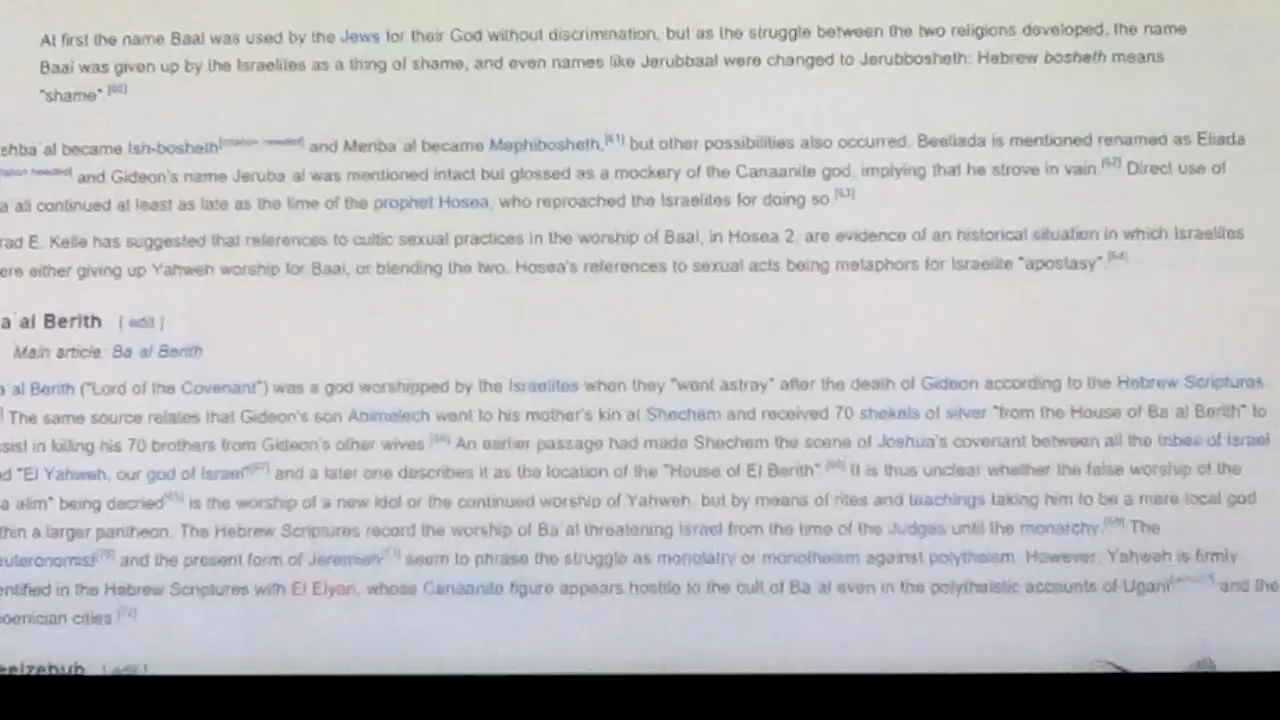 At first the name Baal was used by the Jews for their God without discrimination, but as the struggle between the two religions developed, the name
Baal was given up by the Israelites as a thing of shame, and even names like Jerubbaal were changed to Jerubbosheth: Hebrew bosheth means
"shame".[60]
shba'al became Ish-bosheth[citation needed] and Meriba'al became Mephibosheth,[61] but other possibilities also occurred. Beeliada is mentioned renamed as Eliada
and Gideon's name Jeruba'al was mentioned intact but glossed as a mockery of the Canaanite god, implying that he strove in vain.[62] Direct use of
a'ali continued at least as late as the time of the prophet Hosea, who reproached the Israelites for doing so.[63]
rad E. Kelle has suggested that references to cultic sexual practices in the worship of Baal, in Hosea 2, are evidence of an historical situation in which Israelites
ere either giving up Yahweh worship for Baal, or blending the two. Hosea's references to sexual acts being metaphors for Israelite "apostasy".[64]
a'al Berith [edit]
Main article: Ba'al Berith
a'al Berith ("Lord of the Covenant") was a god worshipped by the Israelites when they "went astray" after the death of Gideon according to the Hebrew Scriptures.
The same source relates that Gideon's son Abimelech went to his mother's kin at Shechem and received 70 shekels of silver "from the House of Ba'al Berith" to
ssist in killing his 70 brothers from Gideon's other wives.[66] An earlier passage had made Shechem the scene of Joshua's covenant between all the tribes of Israel
d "El Yahweh, our god of Israel"[67] and a later one describes it as the location of the "House of El Berith".[68] It is thus unclear whether the false worship of the
a'alim" being decried[65] is the worship of a new idol or the continued worship of Yahweh, but by means of rites and teachings taking him to be a mere local god
thin a larger pantheon. The Hebrew Scriptures record the worship of Ba'al threatening Israel from the time of the Judges until the monarchy.[69] The
euteronomist[70] and the present form of Jeremiah[71] seem to phrase the struggle as monolatry or monotheism against polytheism. However, Yahweh is firmly
entified in the Hebrew Scriptures with El Elyon, whose Canaanite figure appears hostile to the cult of Ba'al even in the polytheistic accounts of Ugarit and the
oenician cities.[72]
eelzebub [edit]